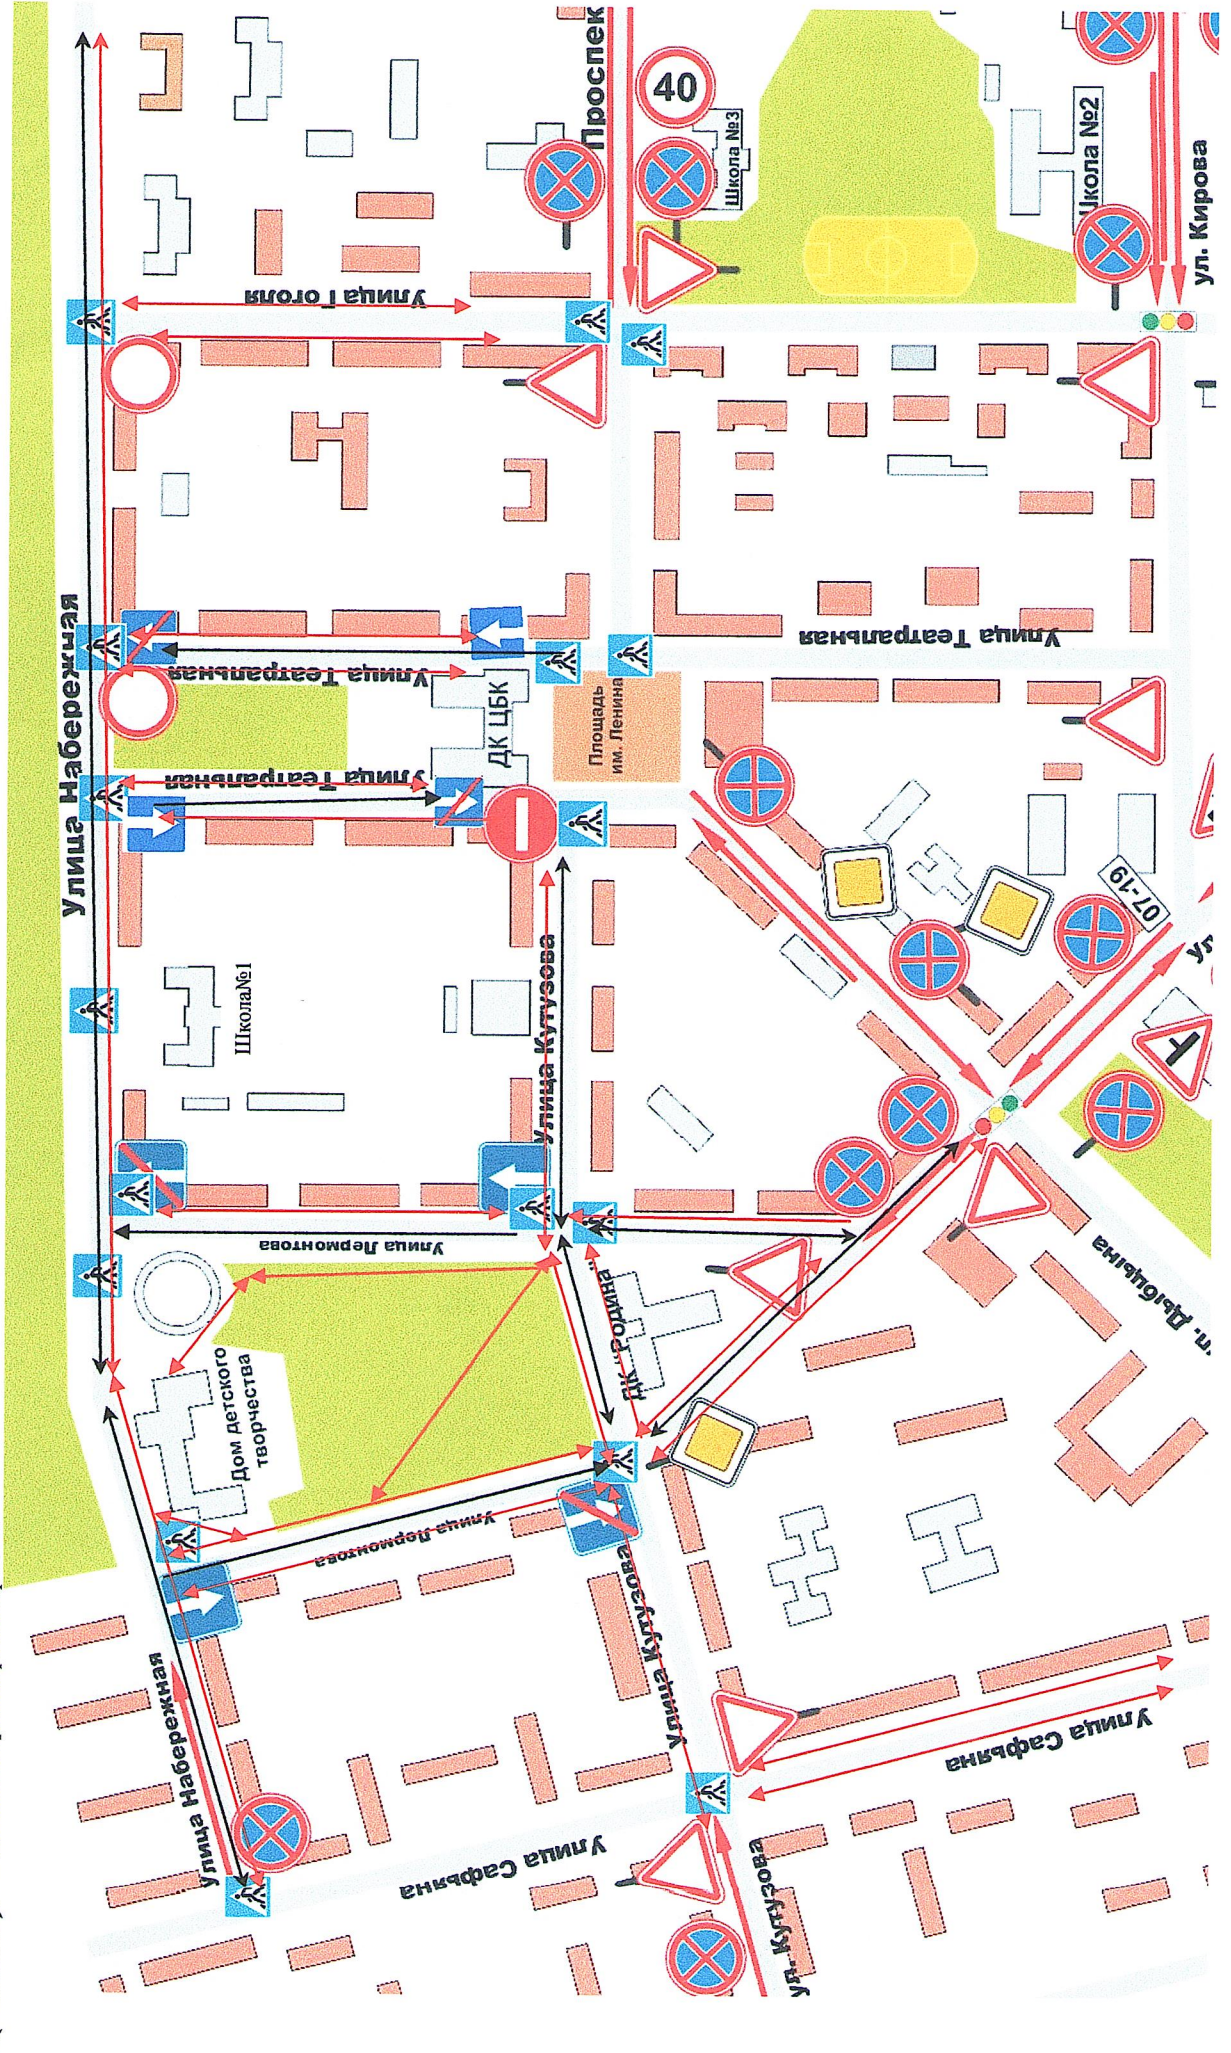 Улица Набережная
Проспек
40
Школа №3
Школа №2
ул. Кирова
Улица Гоголя
Улица Театральная
Улица Театральная
Улица Театральная
ДК ЦБК
Площадь
им. Ленина
Школа№1
Улица Кутузова
07-19
Улица Лермонтова
Дом детского
творчества
ДК "Родина"
Улица Лермонтова
Улица Набережная
Улица Кутузова
Улица Сафьяна
Улица Сафьяна
ул. Кутузова
ул. Дыбцына